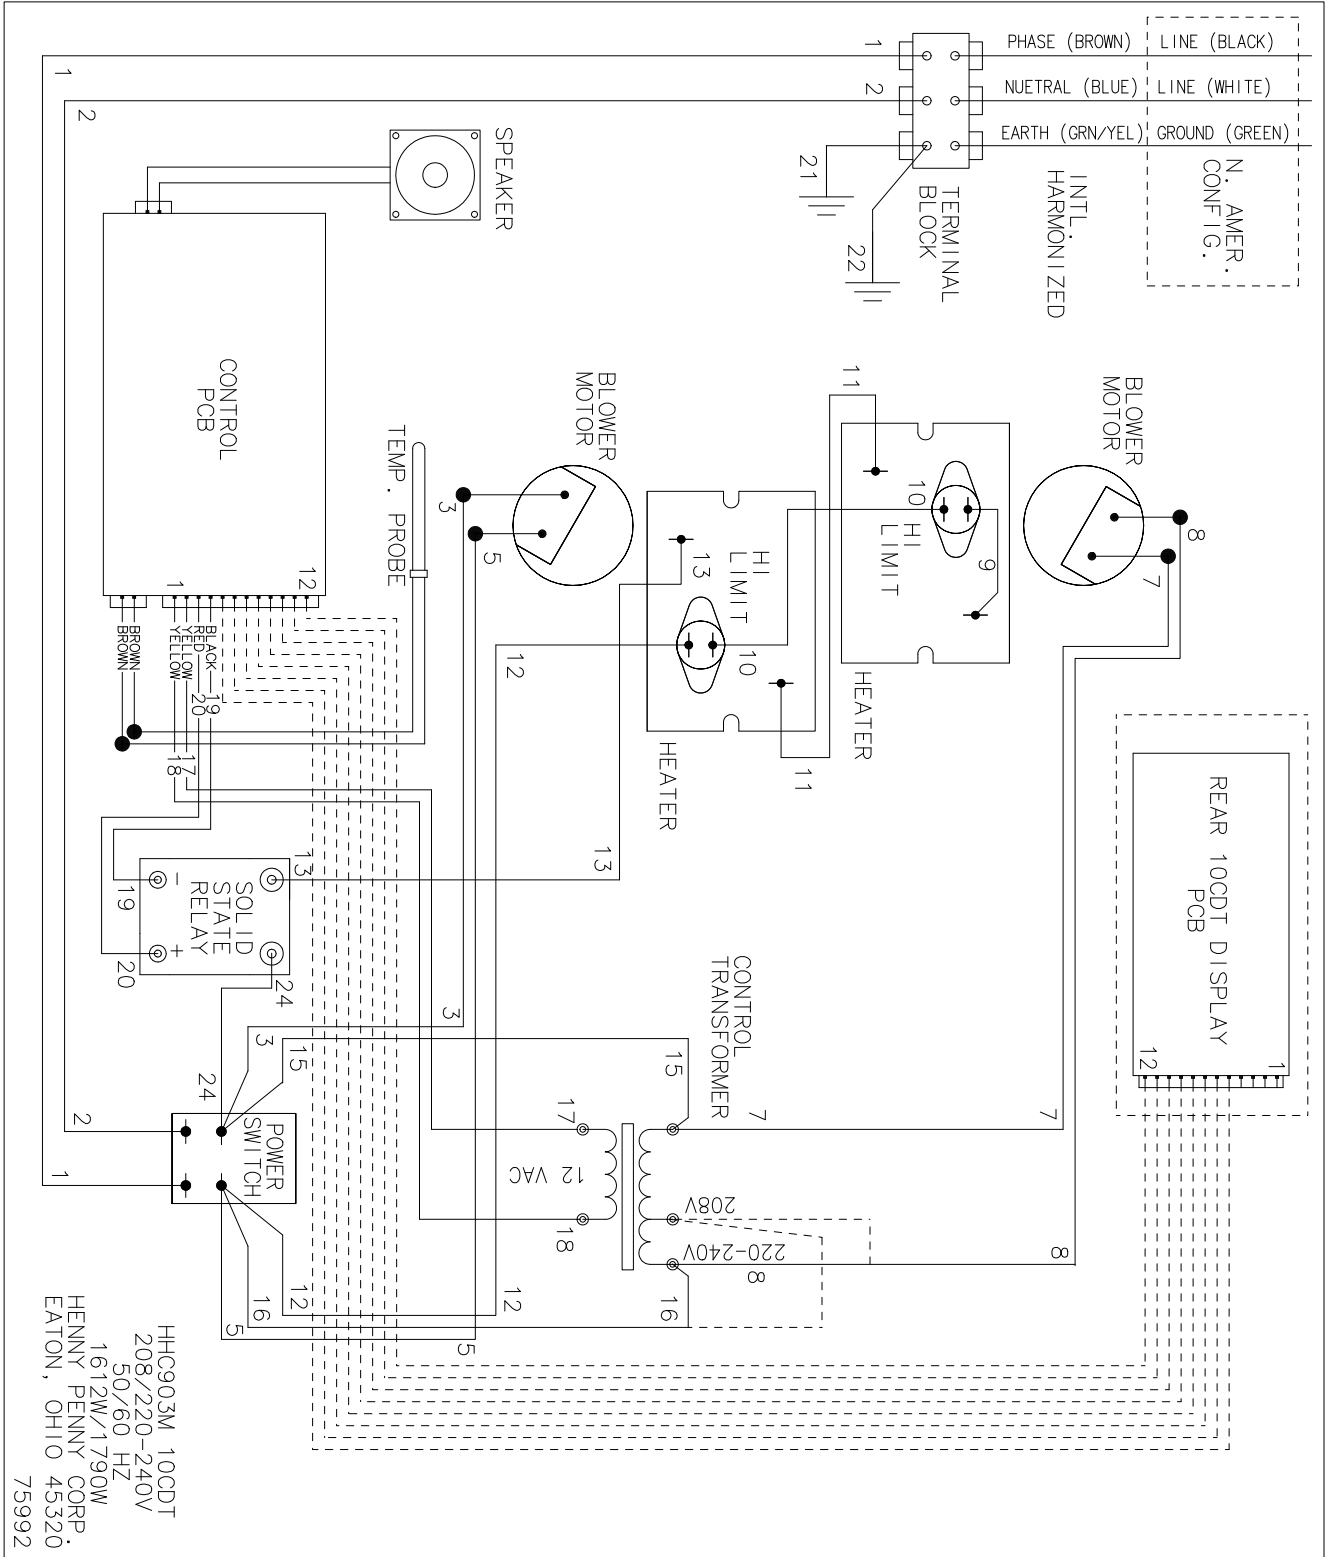 PHASE (BROWN)
LINE (BLACK)
NUETRAL (BLUE)
LINE (WHITE)
EARTH (GRN/YEL)
GROUND (GREEN)
N. AMER.
CONFIG.
INTL.
HARMONIZED
TERMINAL
BLOCK
1
2
21
22
1
2
SPEAKER
CONTROL
PCB
1
12
BROWN
BROWN
YELLOW
YELLOW
RED
BLACK
18
17
20
19
TEMP. PROBE
BLOWER
MOTOR
3
5
BLOWER
MOTOR
8
7
11
10
HI
LIMIT
9
HEATER
HI
LIMIT
13
10
12
11
HEATER
13
13
SOLID
STATE
RELAY
-
+
19
20
24
REAR 10CDT DISPLAY
PCB
12
1
CONTROL
TRANSFORMER
3
3
15
15
7
7
24
POWER
SWITCH
2
1
17
12 VAC
18
208V
220-240V
8
8
16
16
12
12
5
5
HHC903M 10CDT
208/220-240V
50/60 HZ
1612W/1790W
HENNY PENNY CORP.
EATON, OHIO 45320
75992